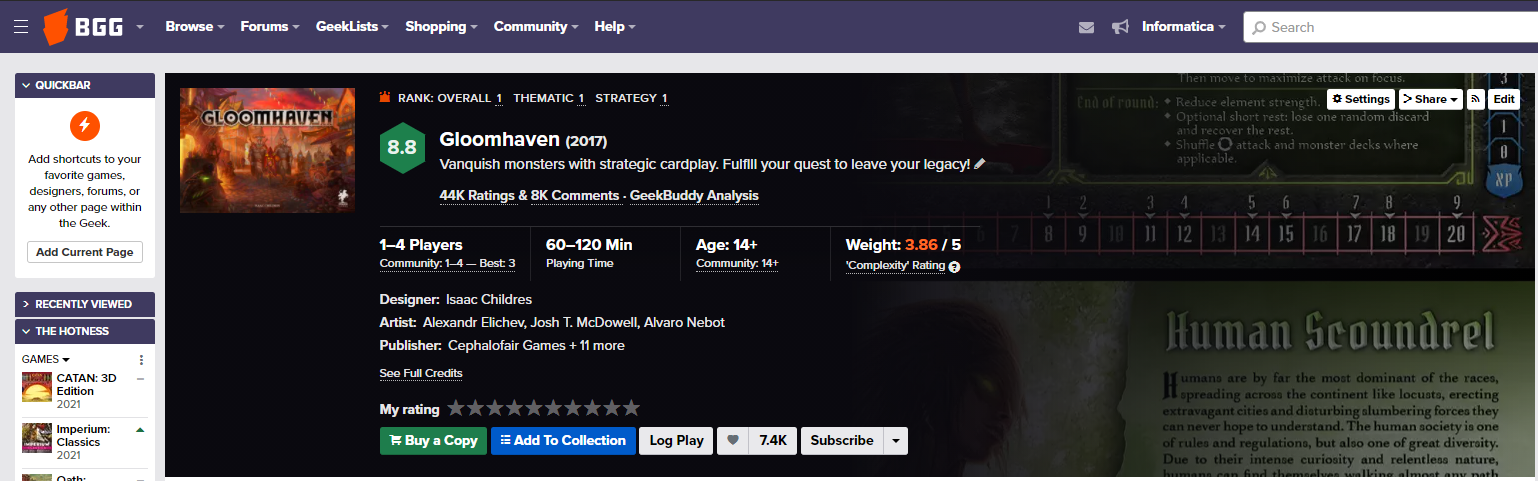 BGG
Browse Forums GeekLists Shopping Community Help
Informatica
Search
QUICKBAR
Add shortcuts to your
favorite games,
designers, forums, or
any other page within
the Geek.
Add Current Page
RECENTLY VIEWED
THE HOTNESS
GAMES
CATAN: 3D
Edition
2021
Imperium:
Classics
2021
Oath:
GLOOMHAVEN
RANK: OVERALL 1 THEMATIC 1 STRATEGY 1
8.8
Gloomhaven (2017)
Vanquish monsters with strategic cardplay. Fulfill your quest to leave your legacy!
44K Ratings & 8K Comments · GeekBuddy Analysis
1–4 Players
Community: 1–4 — Best: 3
60–120 Min
Playing Time
Age: 14+
Community: 14+
Weight: 3.86 / 5
'Complexity' Rating ?
Designer: Isaac Childres
Artist: Alexandr Elichev, Josh T. McDowell, Alvaro Nebot
Publisher: Cephalofair Games + 11 more
See Full Credits
My rating
Buy a Copy Add To Collection Log Play 7.4K Subscribe
Settings Share Edit
Then move to maximize attack on focus.
End of round: Reduce element strength.
Optional short rest: lose one random discard
and recover the rest.
Shuffle attack and monster decks where
applicable.
3
1
0
XP
1 2 3 4 5 6 7 8 9
7 8 9 10 11 12 13 14 15 16 17 18 19 20
Human Scoundrel
Humans are by far the most dominant of the races,
spreading across the continent like locusts, erecting
extravagant cities and disturbing slumbering forces they
can never hope to understand. The human society is one
of rules and regulations, but also one of great diversity.
Due to their intense curiosity and relentless nature,
humans can find themselves walking almost any path